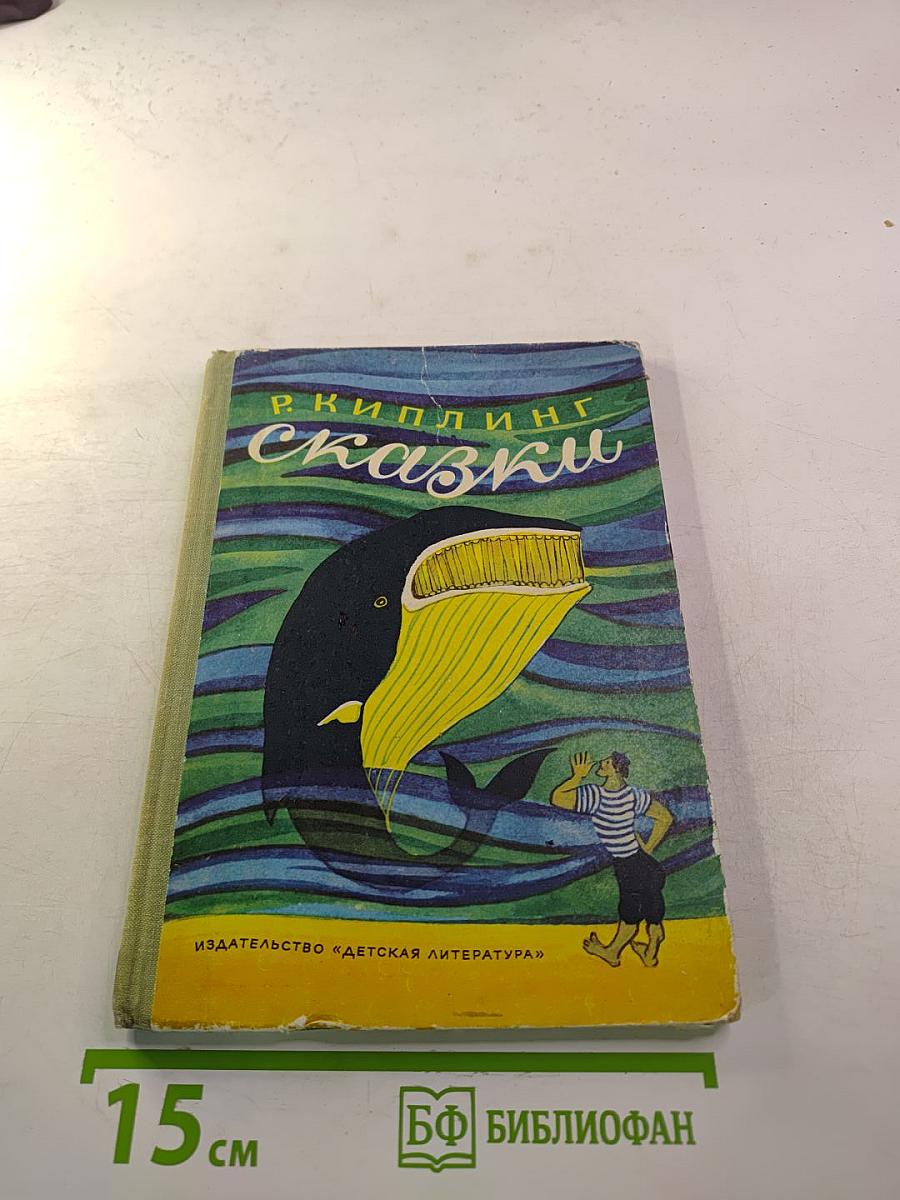 Р. КИПЛИНГ
сказки
ИЗДАТЕЛЬСТВО «ДЕТСКАЯ ЛИТЕРАТУРА»
15 см
БФ БИБЛИОФАН